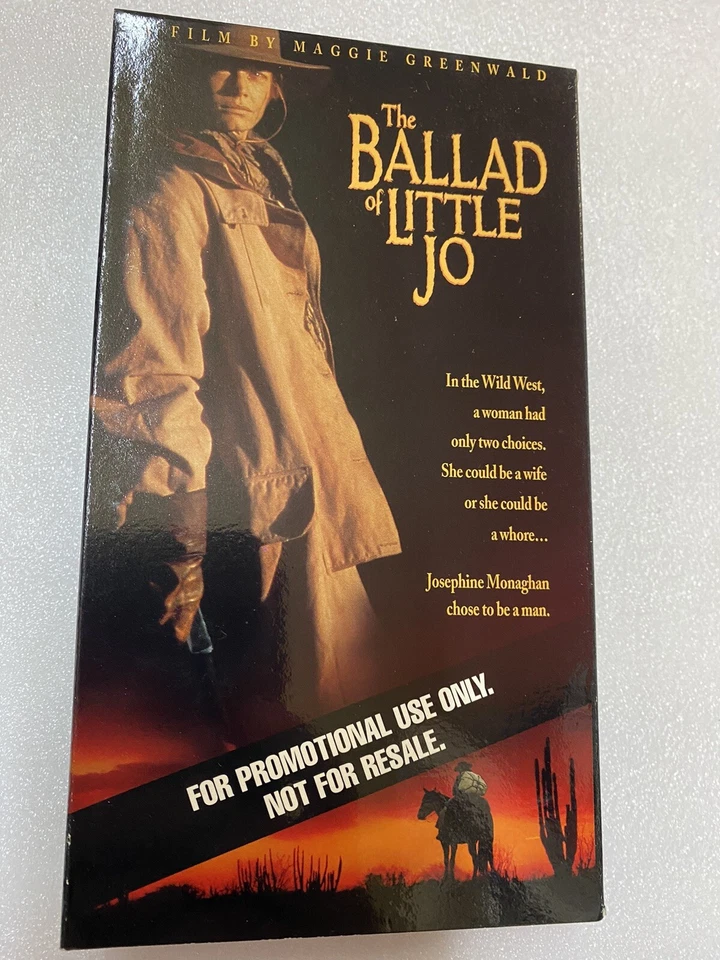 FILM BY MAGGIE GREENWALD
The
BALLAD
of LITTLE
JO
In the Wild West,
a woman had
only two choices.
She could be a wife
or she could be
a whore...
Josephine Monaghan
chose to be a man.
FOR PROMOTIONAL USE ONLY.
NOT FOR RESALE.